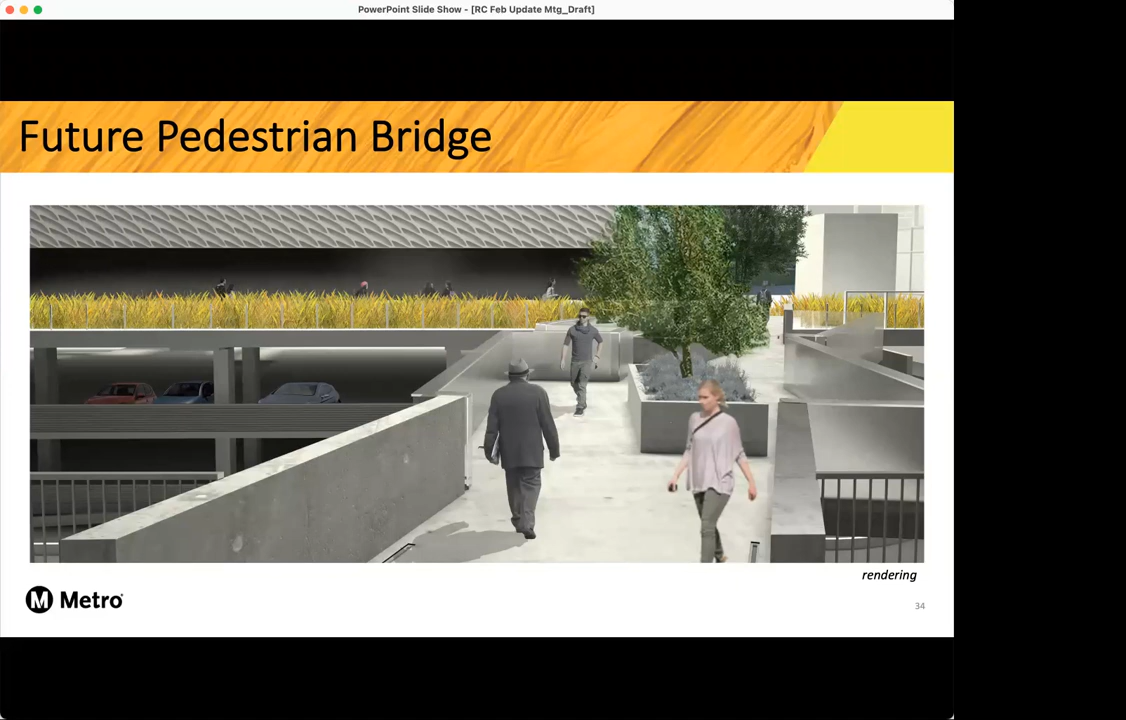 PowerPoint Slide Show - [RC Feb Update Mtg_Draft]
Future Pedestrian Bridge
rendering
M Metro
34